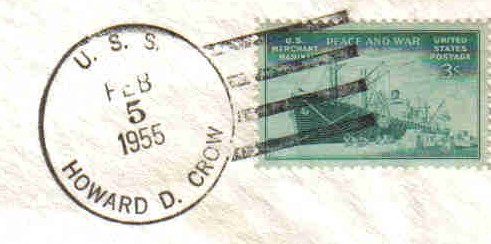 U. S. S.
FEB
5
1955
HOWARD D. CROW
U.S.
MERCHANT
MARINE
PEACE AND WAR
UNITED
STATES
POSTAGE
3¢